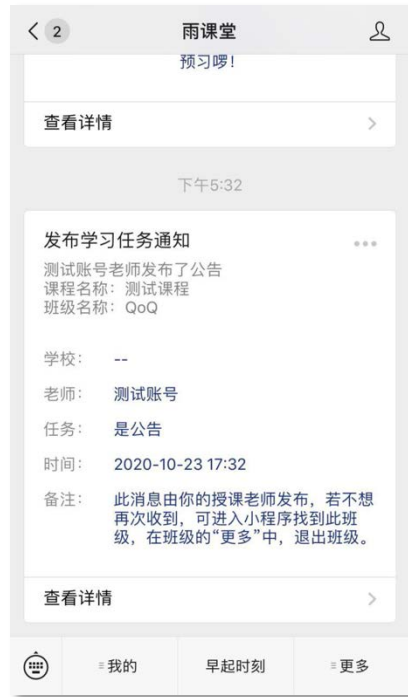 2
雨课堂
预习啰！
查看详情
下午5:32
发布学习任务通知
测试账号老师发布了公告
课程名称：测试课程
班级名称：QoQ
学校： --
老师： 测试账号
任务： 是公告
时间： 2020-10-23 17:32
备注： 此消息由你的授课老师发布，若不想
再次收到，可进入小程序找到此班
级，在班级的“更多”中，退出班级。
查看详情
我的 早起时刻 更多